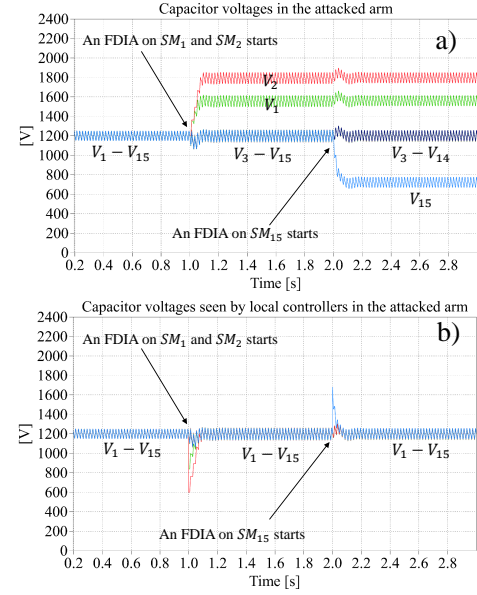 Capacitor voltages in the attacked arm
2400
2200
2000
1800
1600
1400
1200
1000
800
600
400
200
0
[V]
An FDIA on SM₁ and SM₂ starts
a)
V₂
V₁
V₁ − V₁₅
V₃ − V₁₅
V₃ − V₁₄
V₁₅
An FDIA on SM₁₅ starts
0.2 0.4 0.6 0.8 1.0 1.2 1.4 1.6 1.8 2.0 2.2 2.4 2.6 2.8
Time [s]
Capacitor voltages seen by local controllers in the attacked arm
2400
2200
2000
1800
1600
1400
1200
1000
800
600
400
200
0
[V]
An FDIA on SM₁ and SM₂ starts
b)
V₁ − V₁₅
V₁ − V₁₅
V₁ − V₁₅
An FDIA on SM₁₅ starts
0.2 0.4 0.6 0.8 1.0 1.2 1.4 1.6 1.8 2.0 2.2 2.4 2.6 2.8
Time [s]